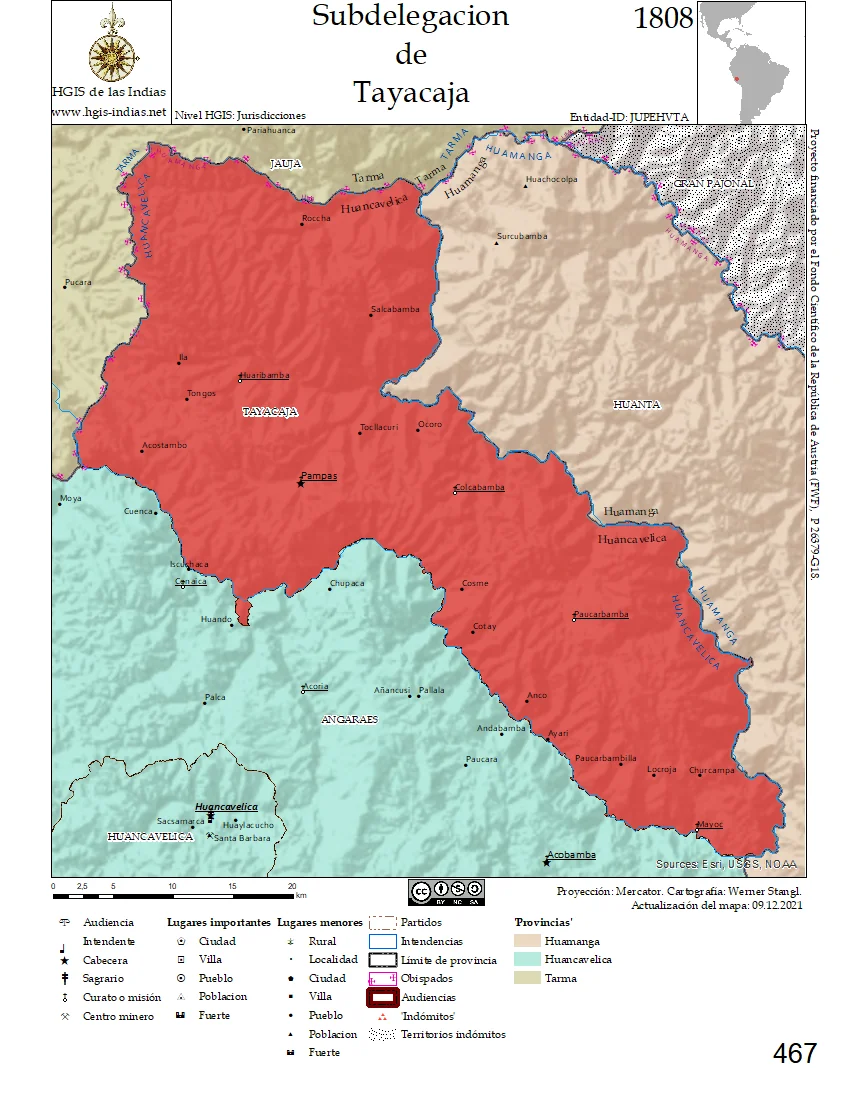 Subdelegacion
de
Tayacaja
1808
HGIS de las Indias
www.hgis-indias.net
Nivel HGIS: Jurisdicciones
Entidad-ID: JUPEHVTA
Pariahuanca
JAUJA
TARMA
HUAMANGA
HUANCAVELICA
Tarma
Huancavelica
Tarma
Huamanga
TARMA
HUAMANGA
Huachocolpa
GRAN PAJONAL
HUAMANGA
Surcubamba
Roccha
Pucara
Salcabamba
Ila
Huaribamba
Tongos
TAYACAJA
HUANTA
Tocllacuri
Ocoro
Acostambo
Pampas
Colcabamba
Moya
Cuenca
Huamanga
Huancavelica
Iscuchaca
Conaica
Chupaca
Cosme
HUAMANGA
HUANCAVELICA
Huando
Cotay
Paucarbamba
Acoria
Añancusi
Pallala
Palca
Anco
ANGARAES
Andabamba
Ayari
Paucara
Paucarbambilla
Locroja
Churcampa
Huancavelica
Sacsamarca
Huaylacucho
HUANCAVELICA
Santa Barbara
Mayoc
Acobamba
Sources: Esri, USGS, NOAA
Proyecto financiado por el Fondo Científico de la República de Austria (FWF), P 26379-G18.
0 2,5 5 10 15 20
km
CC BY NC SA
Proyección: Mercator. Cartografía: Werner Stangl.
Actualización del mapa: 09.12.2021
Audiencia
Intendente
Cabecera
Sagrario
Curato o misión
Centro minero
Lugares importantes
Ciudad
Villa
Pueblo
Poblacion
Fuerte
Lugares menores
Rural
Localidad
Ciudad
Villa
Pueblo
Poblacion
Fuerte
Partidos
Intendencias
Límite de provincia
Obispados
Audiencias
'Indómitos'
Territorios indómitos
'Provincias'
Huamanga
Huancavelica
Tarma
467